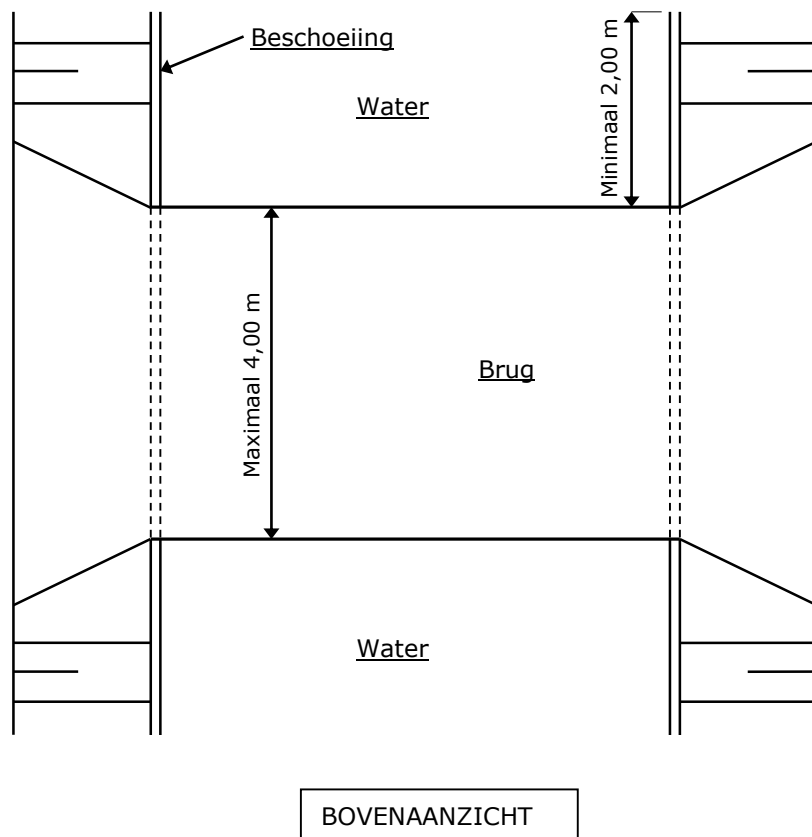 Beschoeiing
Water
Minimaal 2,00 m
Maximaal 4,00 m
Brug
Water
BOVENAANZICHT